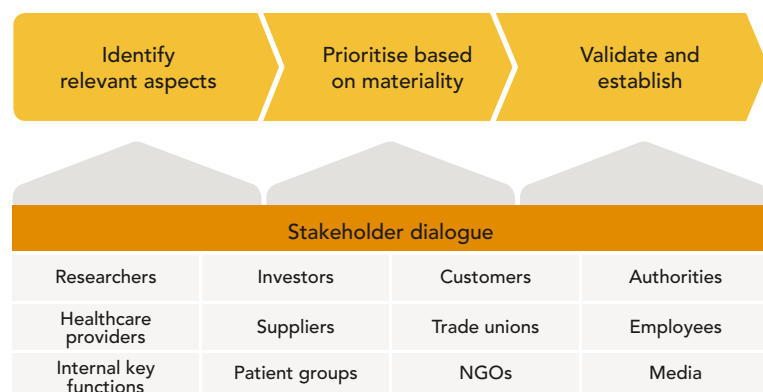 Identify
relevant aspects
Prioritise based
on materiality
Validate and
establish
Stakeholder dialogue
Researchers
Investors
Customers
Authorities
Healthcare
providers
Suppliers
Trade unions
Employees
Internal key
functions
Patient groups
NGOs
Media